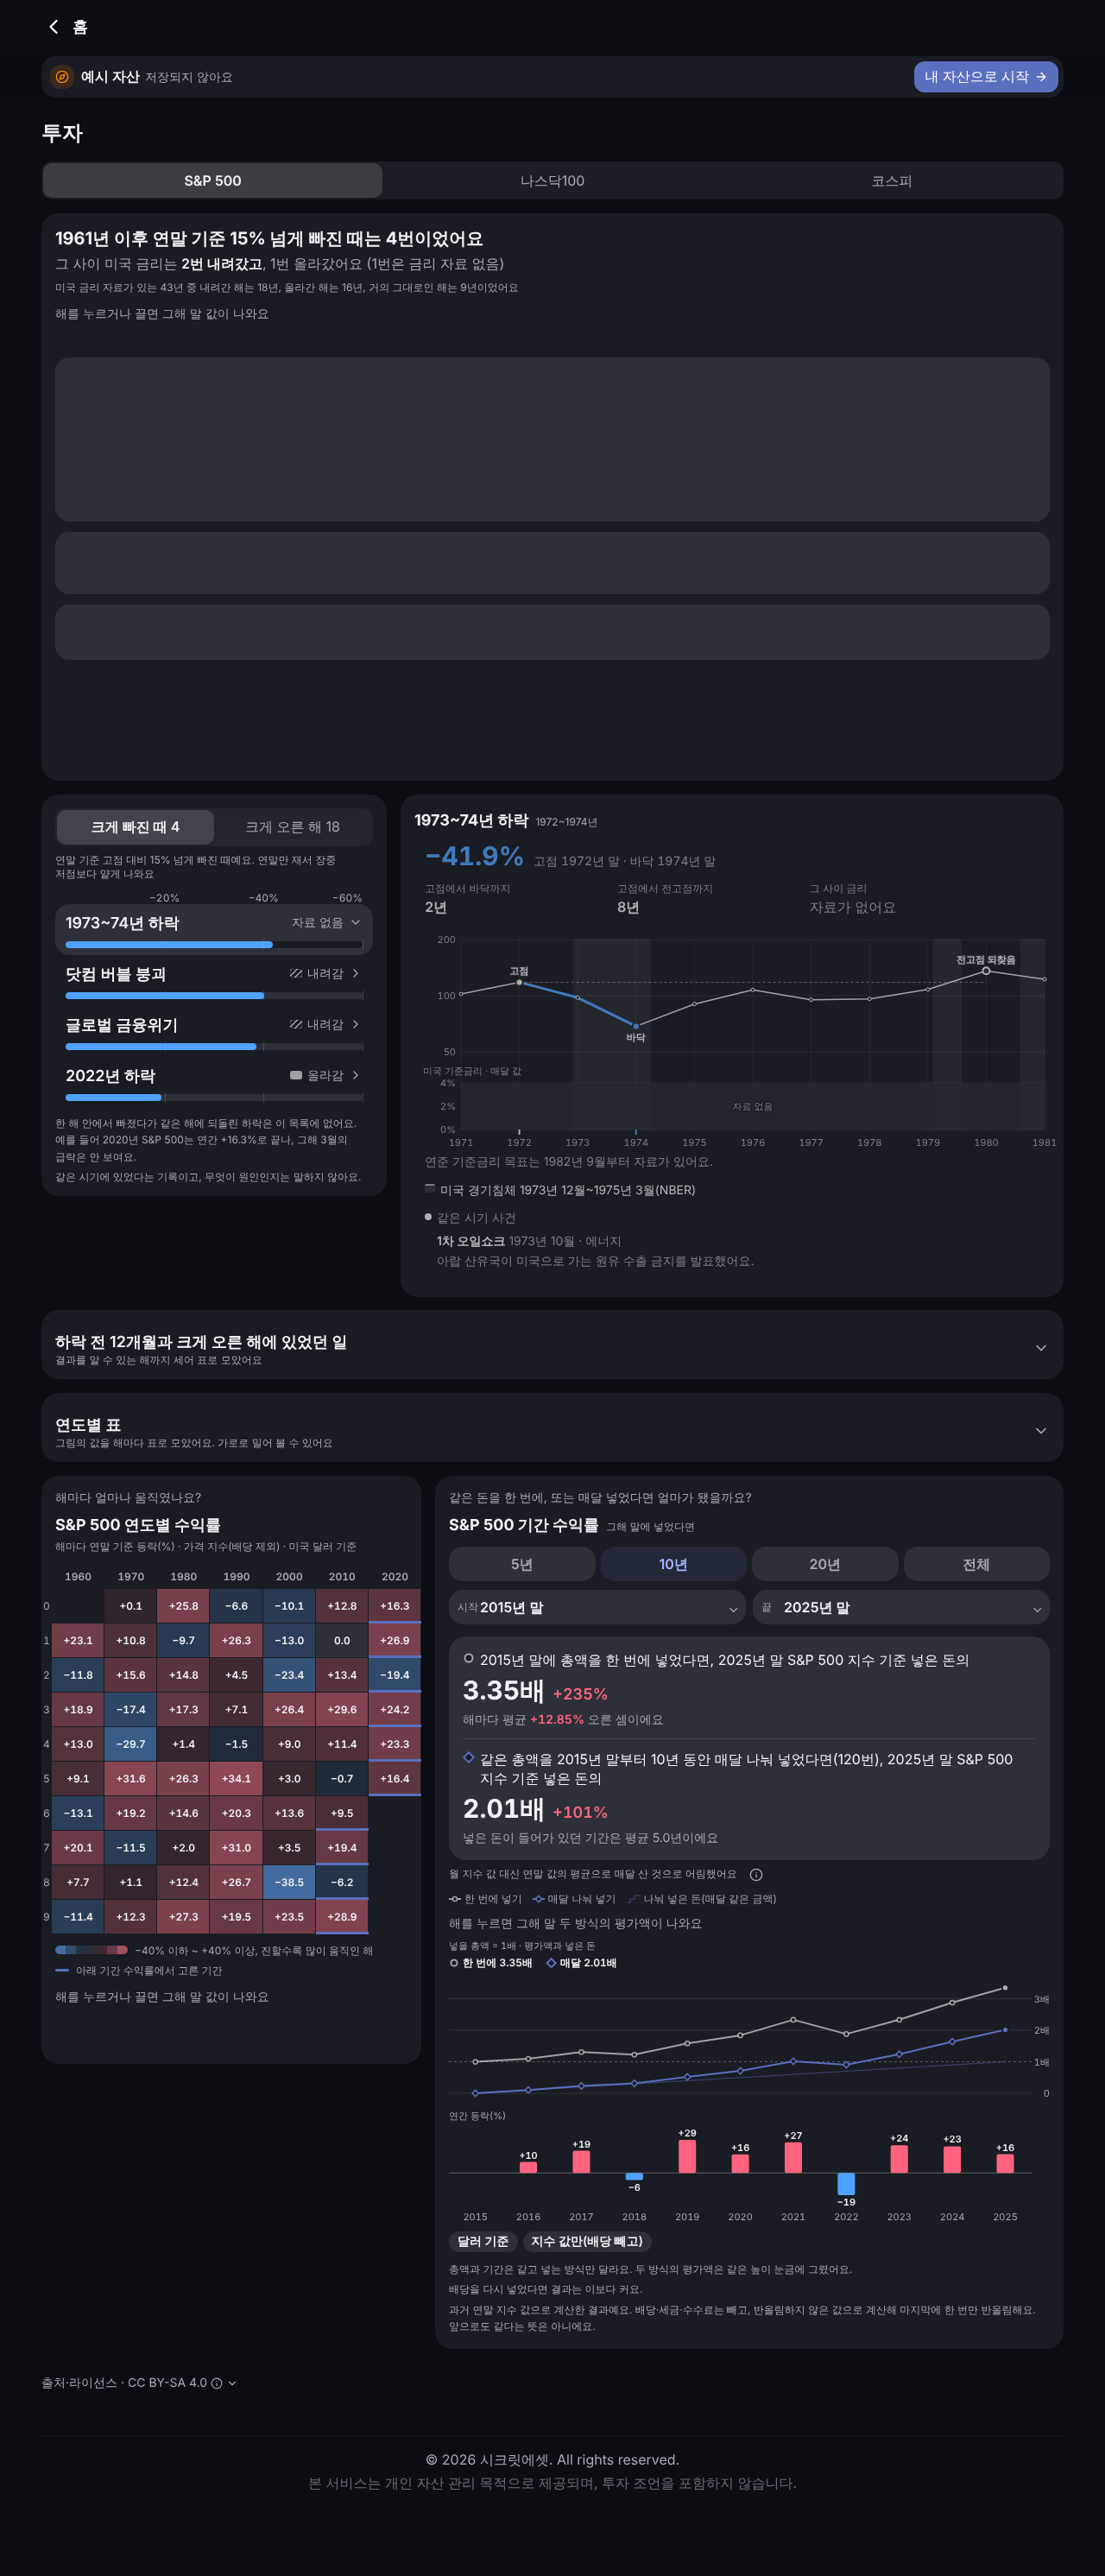 홈
예시 자산 저장되지 않아요
내 자산으로 시작 →
투자
S&P 500
나스닥100
코스피
1961년 이후 연말 기준 15% 넘게 빠진 때는 4번이었어요
그 사이 미국 금리는 2번 내려갔고, 1번 올라갔어요 (1번은 금리 자료 없음)
미국 금리 자료가 있는 43년 중 내려간 해는 18년, 올라간 해는 16년, 거의 그대로인 해는 9년이었어요
해를 누르거나 끌면 그해 말 값이 나와요
크게 빠진 때 4
크게 오른 해 18
연말 기준 고점 대비 15% 넘게 빠진 때예요. 연말만 재서 장중
저점보다 얕게 나와요
−20% −40% −60%
1973~74년 하락 자료 없음
닷컴 버블 붕괴 내려감
글로벌 금융위기 내려감
2022년 하락 올라감
한 해 안에서 빠졌다가 같은 해에 되돌린 하락은 이 목록에 없어요.
예를 들어 2020년 S&P 500는 연간 +16.3%로 끝나, 그해 3월의
급락은 안 보여요.
같은 시기에 있었다는 기록이고, 무엇이 원인인지는 말하지 않아요.
1973~74년 하락 1972~1974년
−41.9% 고점 1972년 말 · 바닥 1974년 말
고점에서 바닥까지
2년
고점에서 전고점까지
8년
그 사이 금리
자료가 없어요
200
100
50
고점
바닥
전고점 되찾음
미국 기준금리 · 매달 값
4%
2%
0%
자료 없음
1971 1972 1973 1974 1975 1976 1977 1978 1979 1980 1981
연준 기준금리 목표는 1982년 9월부터 자료가 있어요.
미국 경기침체 1973년 12월~1975년 3월(NBER)
같은 시기 사건
1차 오일쇼크 1973년 10월 · 에너지
아랍 산유국이 미국으로 가는 원유 수출 금지를 발표했어요.
하락 전 12개월과 크게 오른 해에 있었던 일
결과를 알 수 있는 해까지 세어 표로 모았어요
연도별 표
그림의 값을 해마다 표로 모았어요. 가로로 밀어 볼 수 있어요
해마다 얼마나 움직였나요?
S&P 500 연도별 수익률
해마다 연말 기준 등락(%) · 가격 지수(배당 제외) · 미국 달러 기준
1960 1970 1980 1990 2000 2010 2020
0 +0.1 +25.8 −6.6 −10.1 +12.8 +16.3
1 +23.1 +10.8 −9.7 +26.3 −13.0 0.0 +26.9
2 −11.8 +15.6 +14.8 +4.5 −23.4 +13.4 −19.4
3 +18.9 −17.4 +17.3 +7.1 +26.4 +29.6 +24.2
4 +13.0 −29.7 +1.4 −1.5 +9.0 +11.4 +23.3
5 +9.1 +31.6 +26.3 +34.1 +3.0 −0.7 +16.4
6 −13.1 +19.2 +14.6 +20.3 +13.6 +9.5
7 +20.1 −11.5 +2.0 +31.0 +3.5 +19.4
8 +7.7 +1.1 +12.4 +26.7 −38.5 −6.2
9 −11.4 +12.3 +27.3 +19.5 +23.5 +28.9
−40% 이하 ~ +40% 이상, 진할수록 많이 움직인 해
아래 기간 수익률에서 고른 기간
해를 누르거나 끌면 그해 말 값이 나와요
같은 돈을 한 번에, 또는 매달 넣었다면 얼마가 됐을까요?
S&P 500 기간 수익률 그해 말에 넣었다면
5년
10년
20년
전체
시작 2015년 말
끝 2025년 말
2015년 말에 총액을 한 번에 넣었다면, 2025년 말 S&P 500 지수 기준 넣은 돈의
3.35배 +235%
해마다 평균 +12.85% 오른 셈이에요
같은 총액을 2015년 말부터 10년 동안 매달 나눠 넣었다면(120번), 2025년 말 S&P 500
지수 기준 넣은 돈의
2.01배 +101%
넣은 돈이 들어가 있던 기간은 평균 5.0년이에요
월 지수 값 대신 연말 값의 평균으로 매달 산 것으로 어림했어요
한 번에 넣기 매달 나눠 넣기 나눠 넣은 돈(매달 같은 금액)
해를 누르면 그해 말 두 방식의 평가액이 나와요
넣을 총액 = 1배 · 평가액과 넣은 돈
한 번에 3.35배 매달 2.01배
3배
2배
1배
0
연간 등락(%)
+10 +19 −6 +29 +16 +27 −19 +24 +23 +16
2015 2016 2017 2018 2019 2020 2021 2022 2023 2024 2025
달러 기준
지수 값만(배당 빼고)
총액과 기간은 같고 넣는 방식만 달라요. 두 방식의 평가액은 같은 높이 눈금에 그렸어요.
배당을 다시 넣었다면 결과는 이보다 커요.
과거 연말 지수 값으로 계산한 결과예요. 배당·세금·수수료는 빼고, 반올림하지 않은 값으로 계산해 마지막에 한 번만 반올림해요.
앞으로도 같다는 뜻은 아니에요.
출처·라이선스 · CC BY-SA 4.0
© 2026 시크릿에셋. All rights reserved.
본 서비스는 개인 자산 관리 목적으로 제공되며, 투자 조언을 포함하지 않습니다.